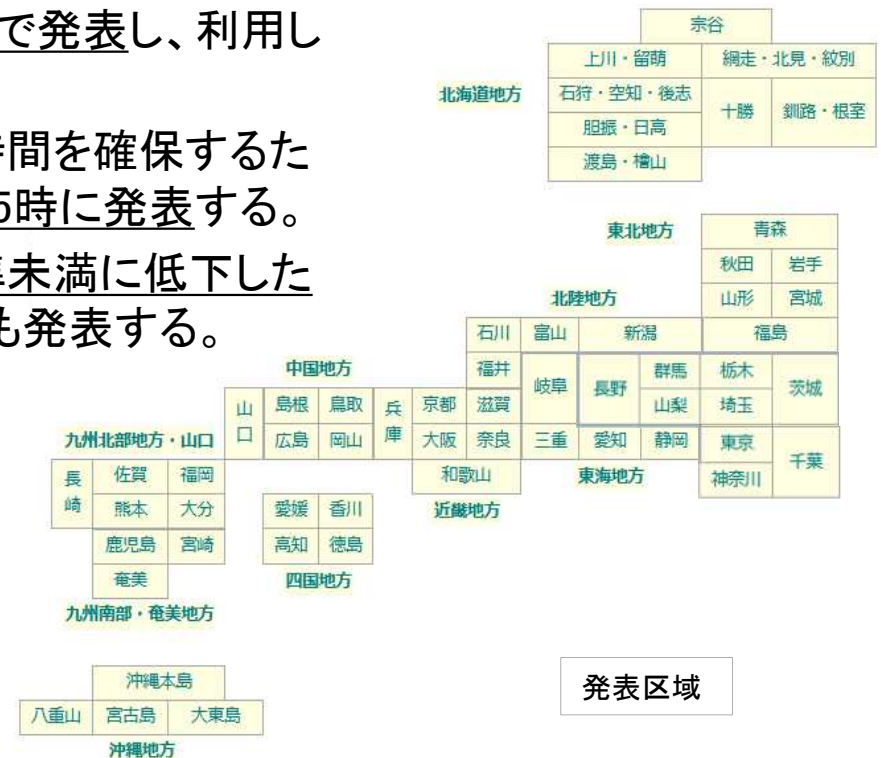 で発表し、利用し
時間を確保するた
5時に発表する。
準未満に低下した
も発表する。
宗谷
上川・留萌
網走・北見・紋別
北海道地方
石狩・空知・後志
十勝
釧路・根室
胆振・日高
渡島・檜山
東北地方
青森
秋田
岩手
北陸地方
山形
宮城
石川
富山
新潟
福島
中国地方
福井
岐阜
長野
群馬
栃木
茨城
山口
島根
鳥取
兵庫
京都
滋賀
山梨
埼玉
九州北部地方・山口
広島
岡山
大阪
奈良
三重
愛知
静岡
東京
千葉
長崎
佐賀
福岡
和歌山
東海地方
神奈川
熊本
大分
愛媛
香川
近畿地方
鹿児島
宮崎
高知
徳島
奄美
四国地方
九州南部・奄美地方
沖縄本島
発表区域
八重山
宮古島
大東島
沖縄地方